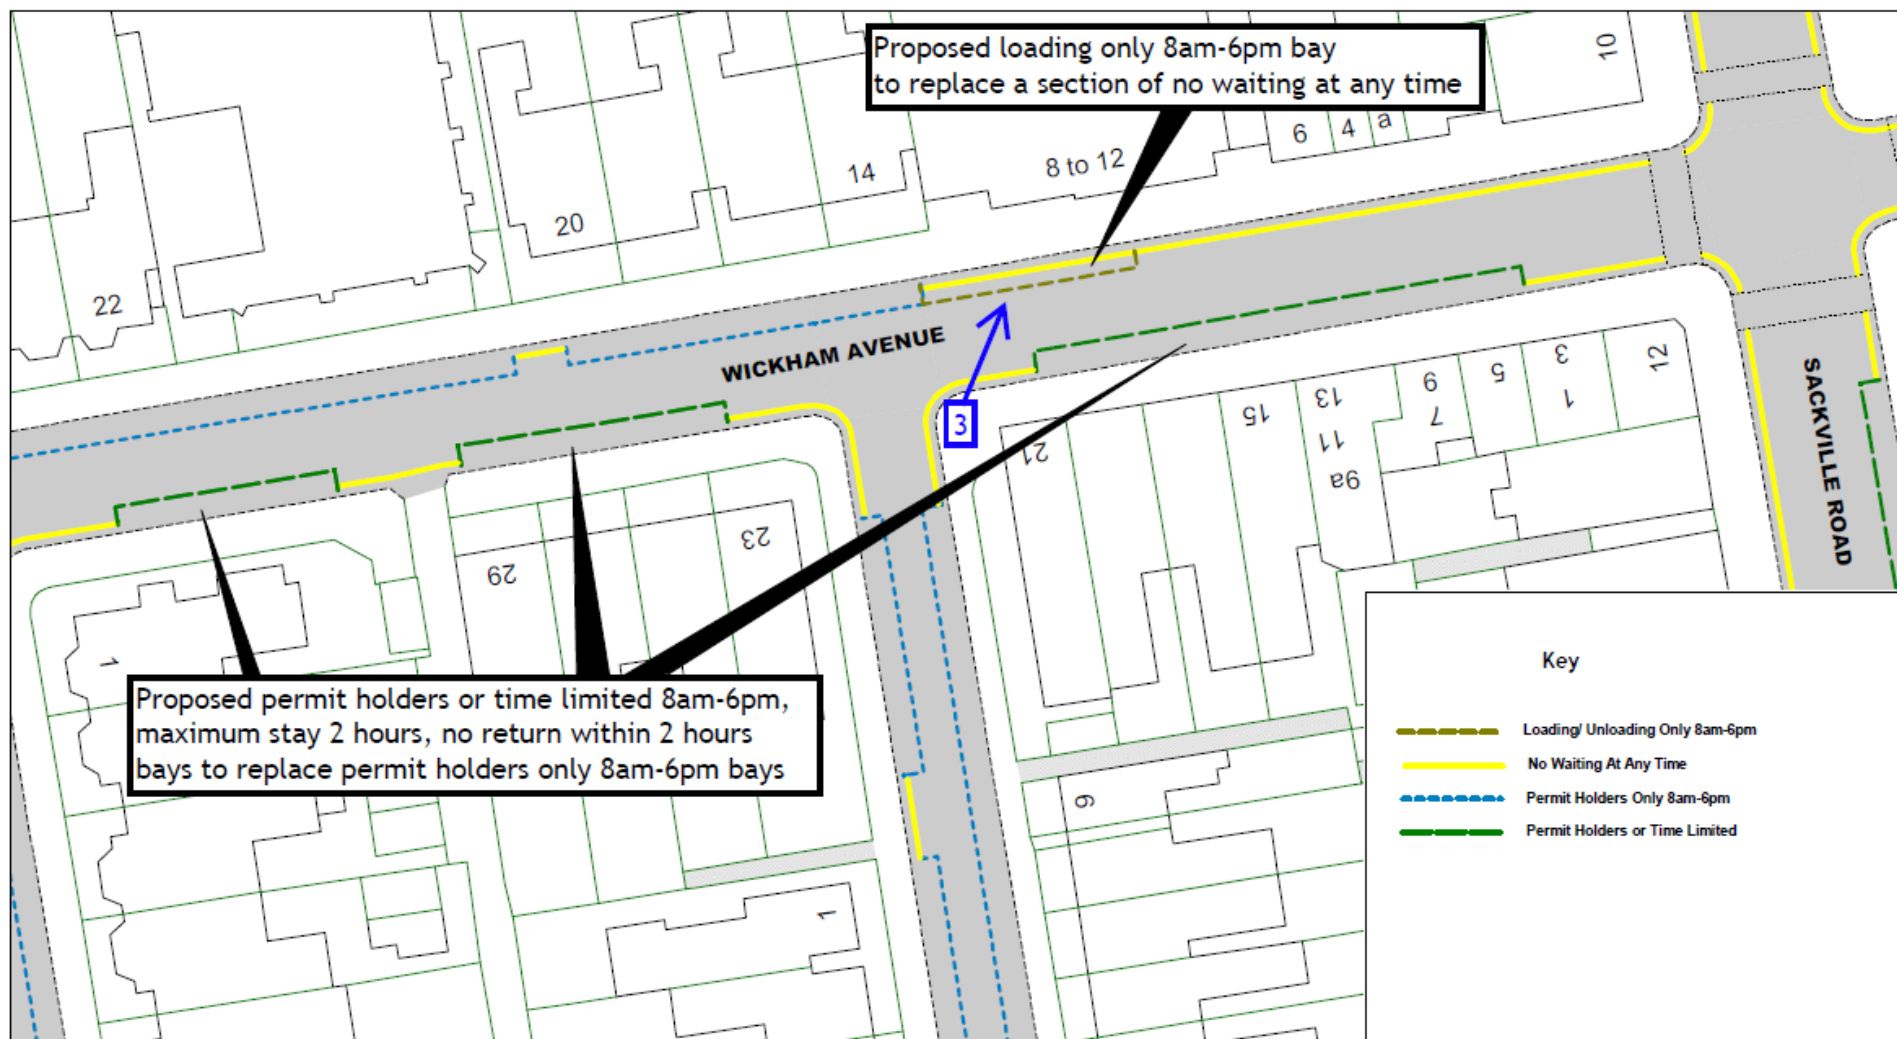 Proposed loading only 8am-6pm bay
to replace a section of no waiting at any time
10
6
4
a
8 to 12
14
20
22
WICKHAM AVENUE
3
SACKVILLE ROAD
12
3
1
5
9
7
13
11
9a
15
21
23
29
1
Proposed permit holders or time limited 8am-6pm,
maximum stay 2 hours, no return within 2 hours
bays to replace permit holders only 8am-6pm bays
1
Key
Loading/ Unloading Only 8am-6pm
No Waiting At Any Time
Permit Holders Only 8am-6pm
Permit Holders or Time Limited